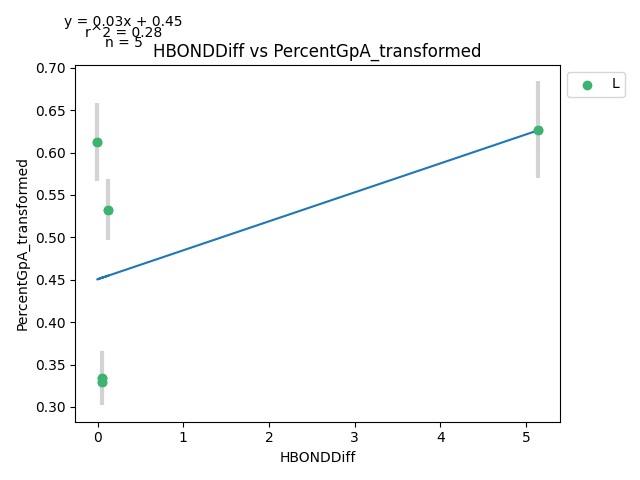 y = 0.03x + 0.45
r^2 = 0.28
n = 5
HBONDDiff vs PercentGpA_transformed
L
0.70
0.65
0.60
0.55
0.50
0.45
0.40
0.35
0.30
PercentGpA_transformed
0 1 2 3 4 5
HBONDDiff